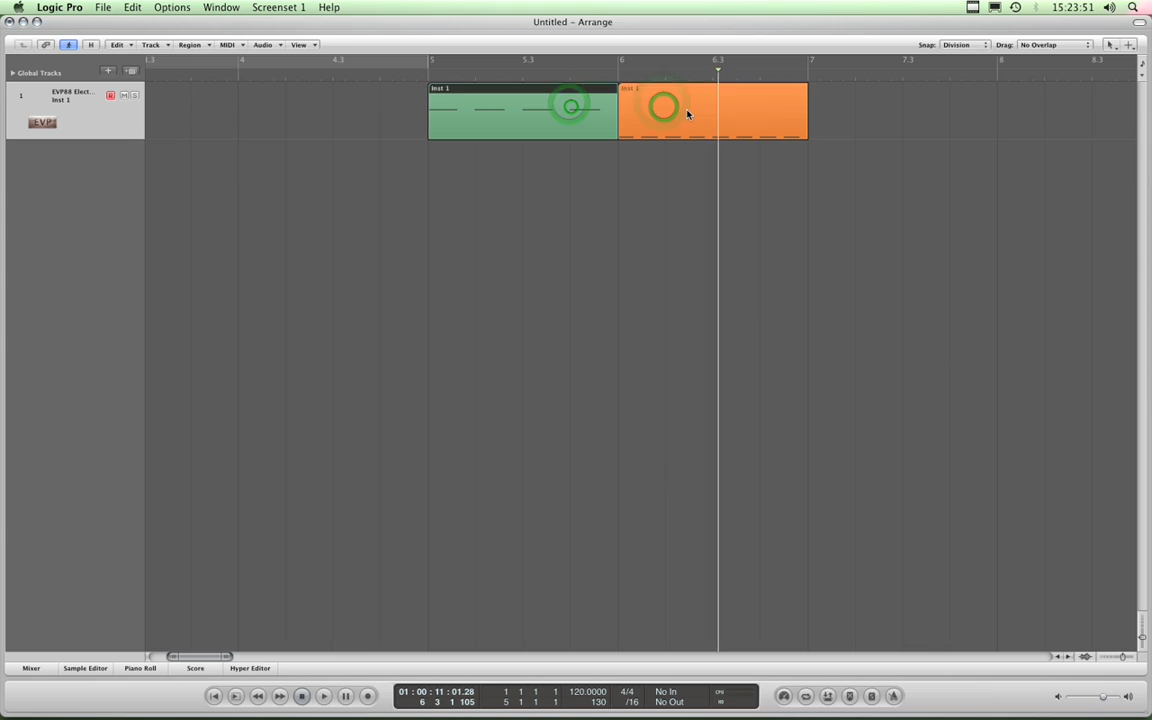 Logic Pro File Edit Options Window Screenset 1 Help 15:23:51
Untitled – Arrange
H Edit Track Region MIDI Audio View Snap: Division Drag: No Overlap
Global Tracks .3 4 4.3 5 5.3 6 6.3 7 7.3 8 8.3
1 EVP88 Elect... R M S
Inst 1
EVP
Inst 1 Inst 1
Mixer Sample Editor Piano Roll Score Hyper Editor
01 : 00 : 11 : 01.28 1 1 1 1 120.0000 4/4 No In CPU
6 3 1 105 5 1 1 1 130 /16 No Out HD